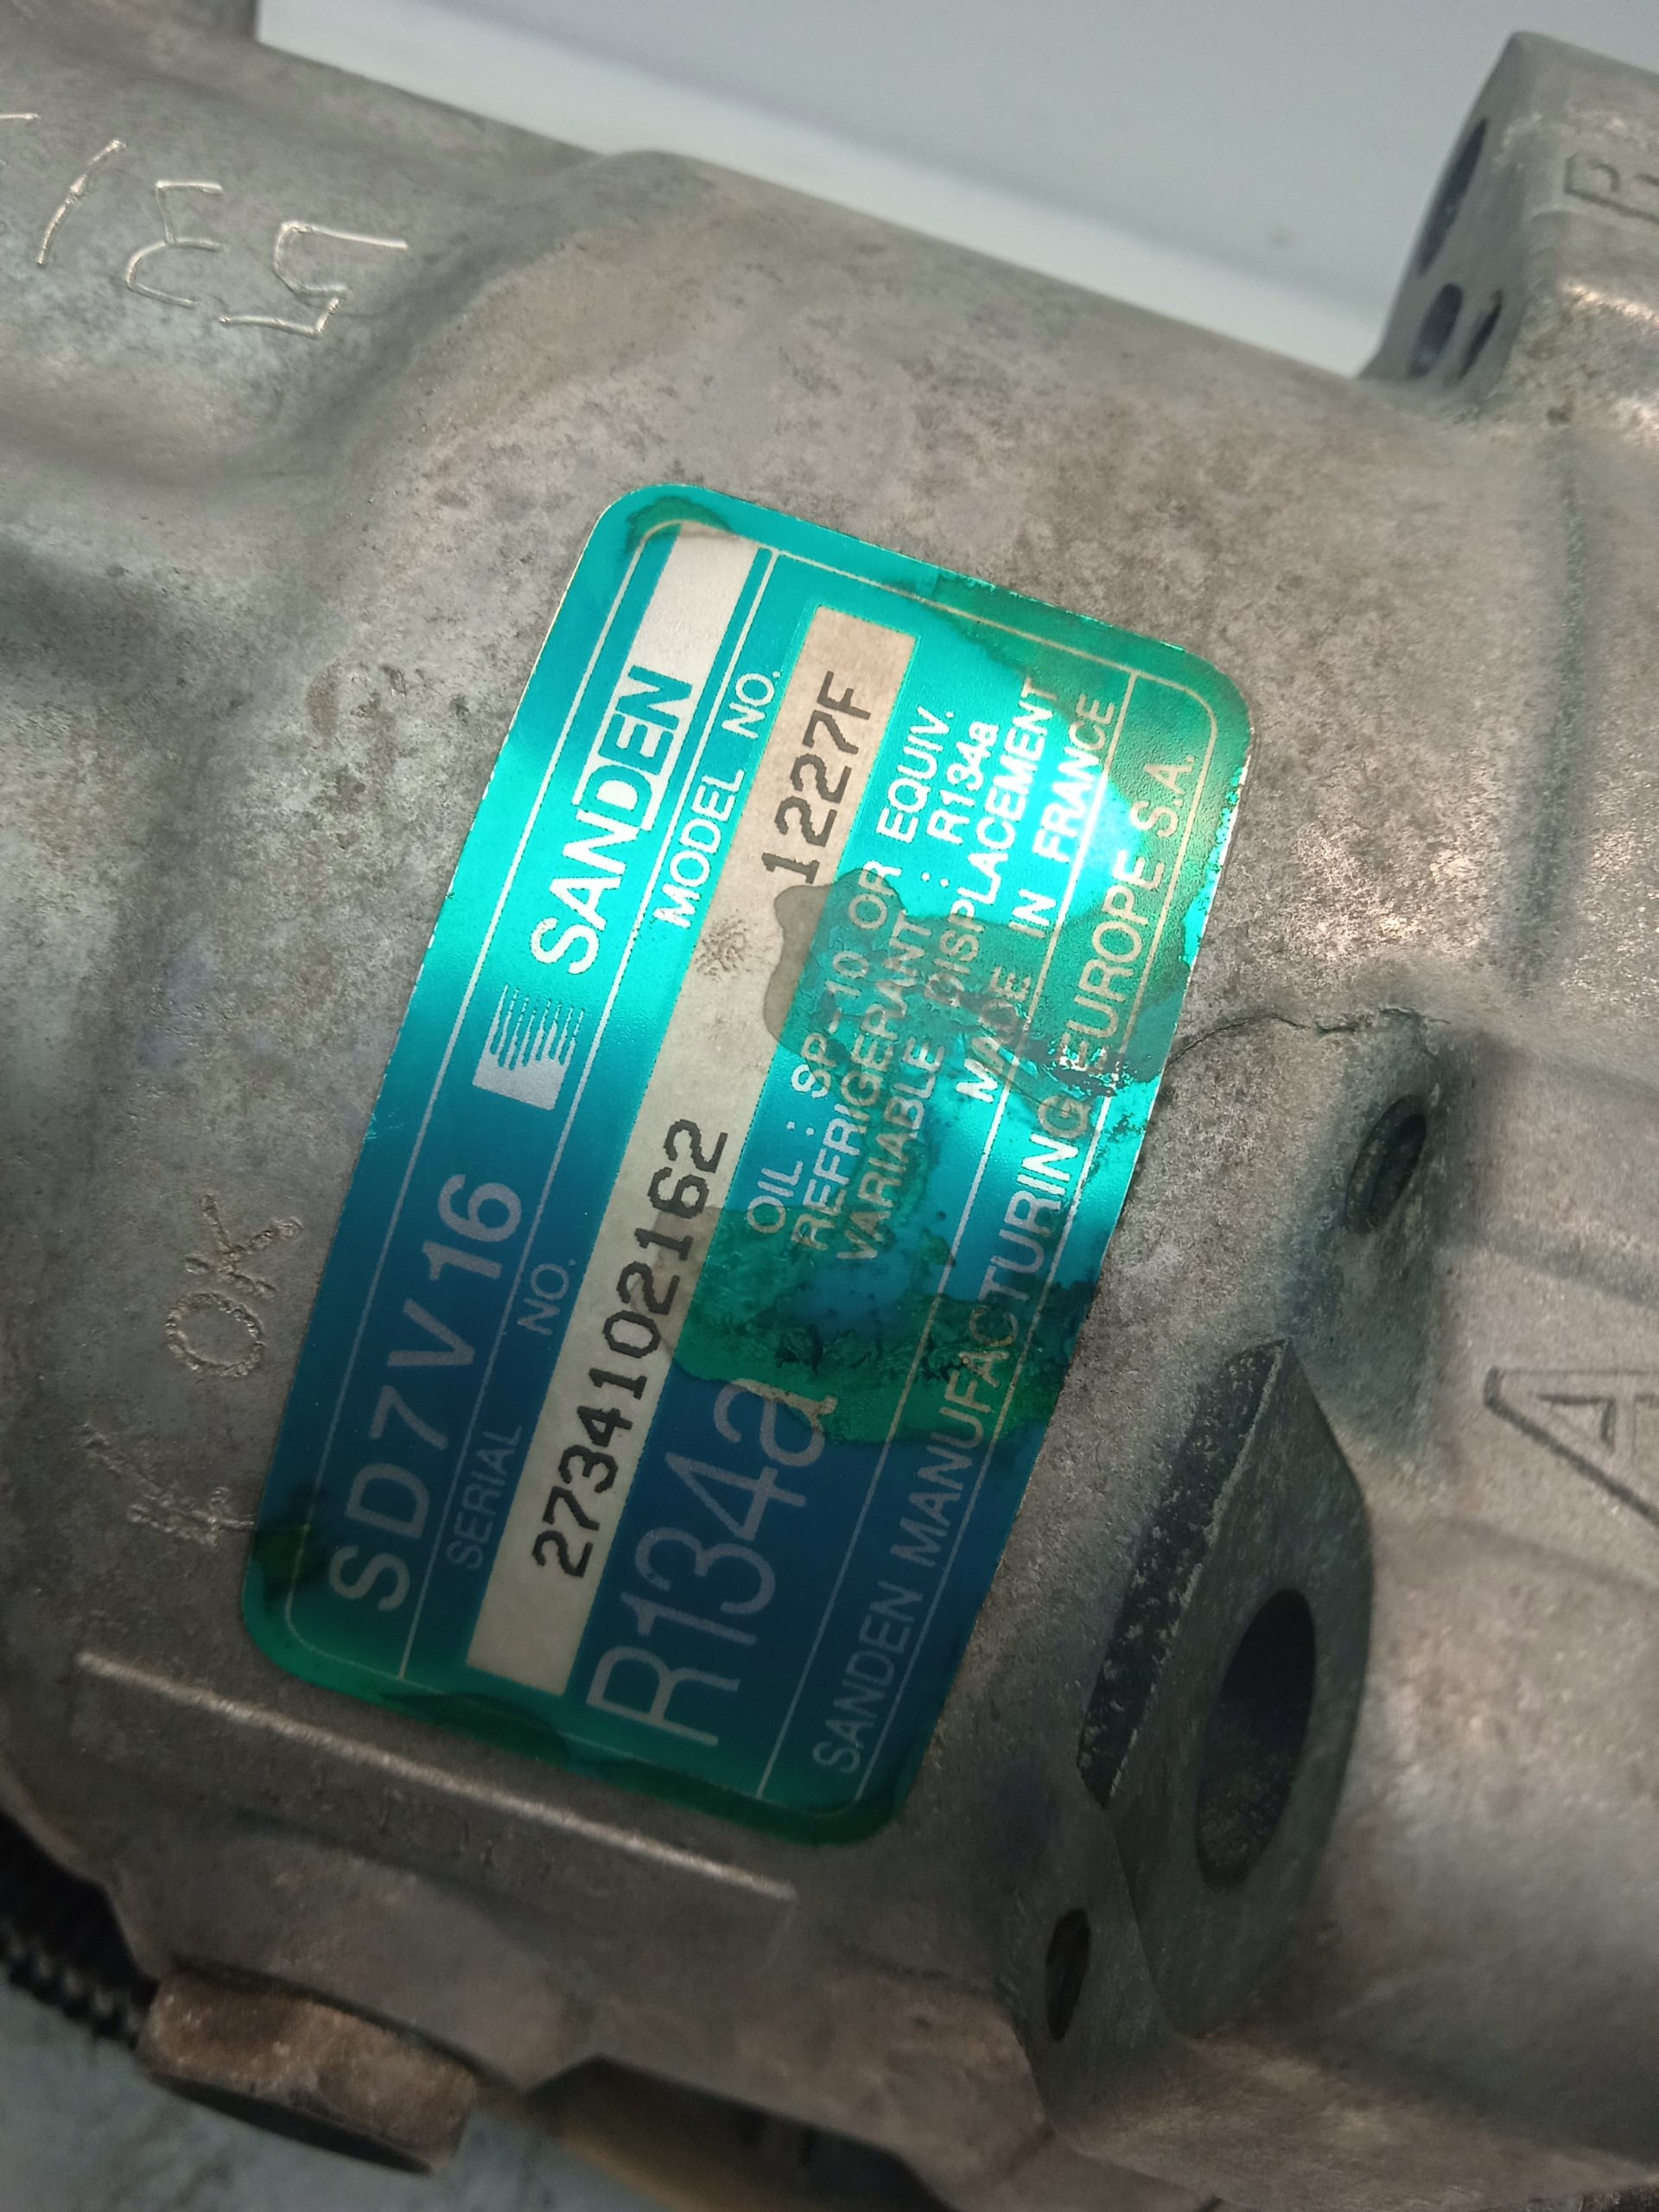 SD7V16 SANDEN
SERIAL NO. MODEL NO.
2734102162 1227F
R134a
OIL : SP-10 OR EQUIV.
REFRIGERANT : R134a
VARIABLE DISPLACEMENT
MADE IN FRANCE
SANDEN MANUFACTURING EUROPE S.A.
OK
A